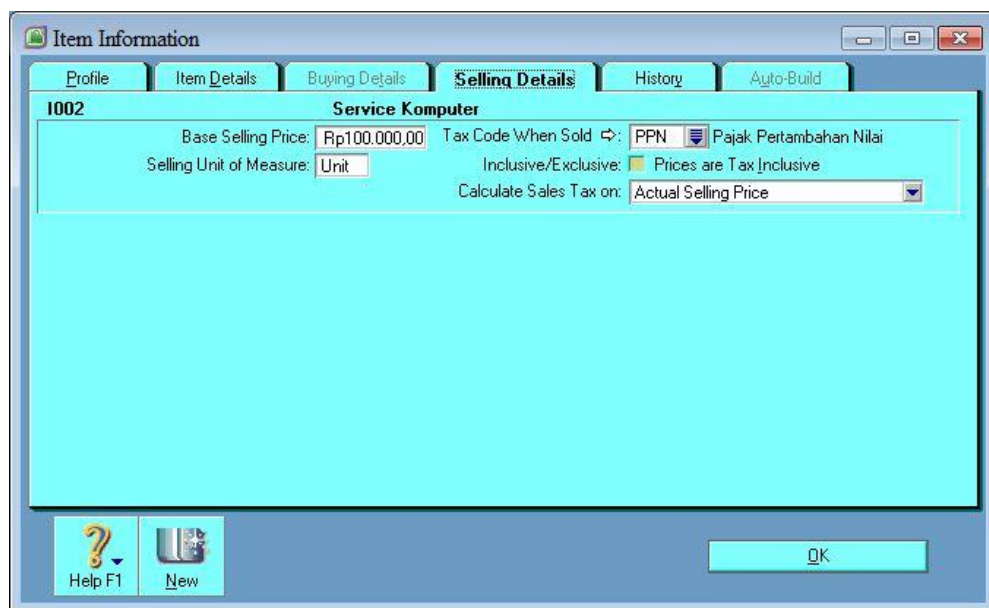 Item Information
Profile Item Details Buying Details Selling Details History Auto-Build
I002 Service Komputer
Base Selling Price: Rp100.000,00 Tax Code When Sold ⇨: PPN Pajak Pertambahan Nilai
Selling Unit of Measure: Unit Inclusive/Exclusive: Prices are Tax Inclusive
Calculate Sales Tax on: Actual Selling Price
Help F1 New OK